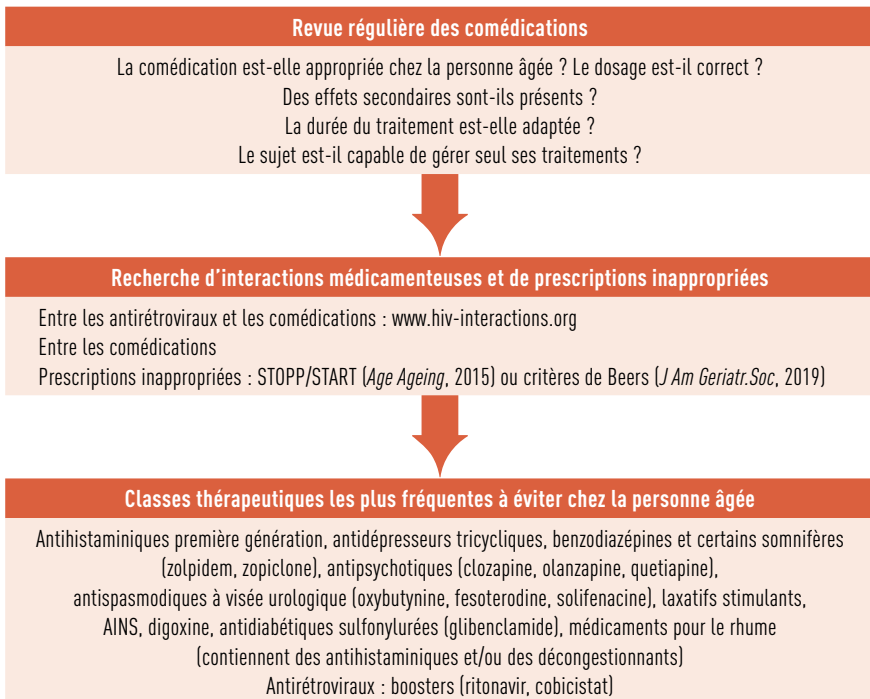 Revue régulière des comédications
La comédication est-elle appropriée chez la personne âgée ? Le dosage est-il correct ?
Des effets secondaires sont-ils présents ?
La durée du traitement est-elle adaptée ?
Le sujet est-il capable de gérer seul ses traitements ?
Recherche d’interactions médicamenteuses et de prescriptions inappropriées
Entre les antirétroviraux et les comédications : www.hiv-interactions.org
Entre les comédications
Prescriptions inappropriées : STOPP/START (Age Ageing, 2015) ou critères de Beers (J Am Geriatr.Soc, 2019)
Classes thérapeutiques les plus fréquentes à éviter chez la personne âgée
Antihistaminiques première génération, antidépresseurs tricycliques, benzodiazépines et certains somnifères
(zolpidem, zopiclone), antipsychotiques (clozapine, olanzapine, quetiapine),
antispasmodiques à visée urologique (oxybutynine, fesoterodine, solifenacine), laxatifs stimulants,
AINS, digoxine, antidiabétiques sulfonylurées (glibenclamide), médicaments pour le rhume
(contiennent des antihistaminiques et/ou des décongestionnants)
Antirétroviraux : boosters (ritonavir, cobicistat)